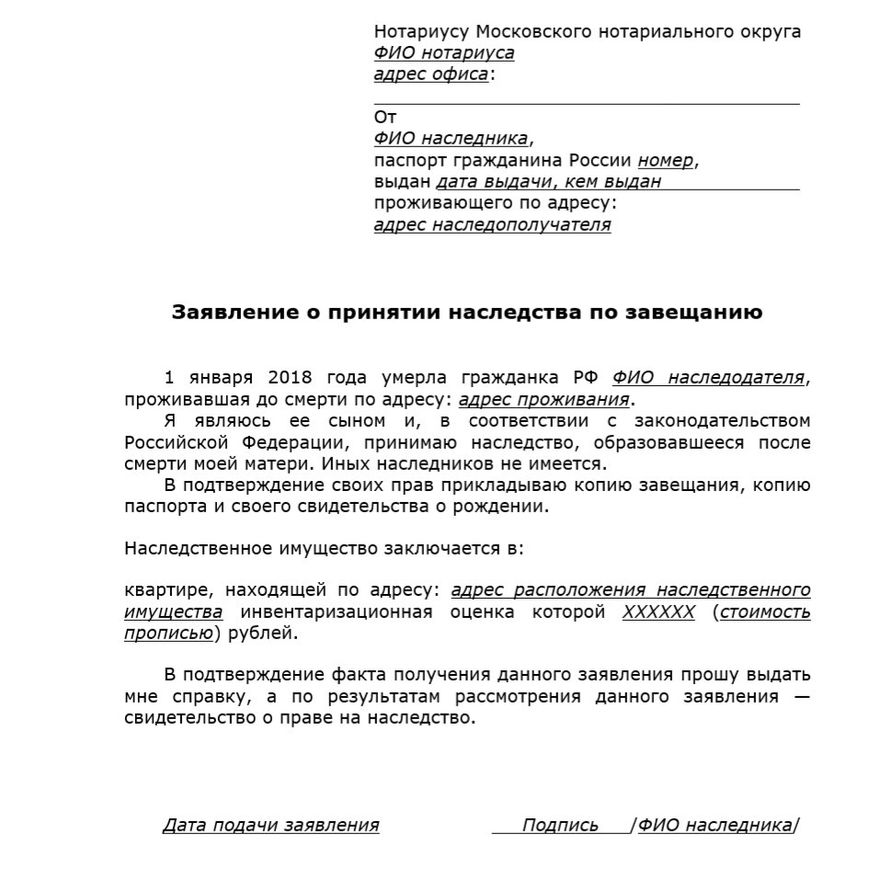 Нотариусу Московского нотариального округа
ФИО нотариуса
адрес офиса:
От
ФИО наследника,
паспорт гражданина России номер,
выдан дата выдачи, кем выдан
проживающего по адресу:
адрес наследополучателя
Заявление о принятии наследства по завещанию
1 января 2018 года умерла гражданка РФ ФИО наследодателя,
проживавшая до смерти по адресу: адрес проживания.
Я являюсь ее сыном и, в соответствии с законодательством
Российской Федерации, принимаю наследство, образовавшееся после
смерти моей матери. Иных наследников не имеется.
В подтверждение своих прав прикладываю копию завещания, копию
паспорта и своего свидетельства о рождении.
Наследственное имущество заключается в:
квартире, находящей по адресу: адрес расположения наследственного
имущества инвентаризационная оценка которой XXXXXX (стоимость
прописью) рублей.
В подтверждение факта получения данного заявления прошу выдать
мне справку, а по результатам рассмотрения данного заявления —
свидетельство о праве на наследство.
Дата подачи заявления Подпись /ФИО наследника/